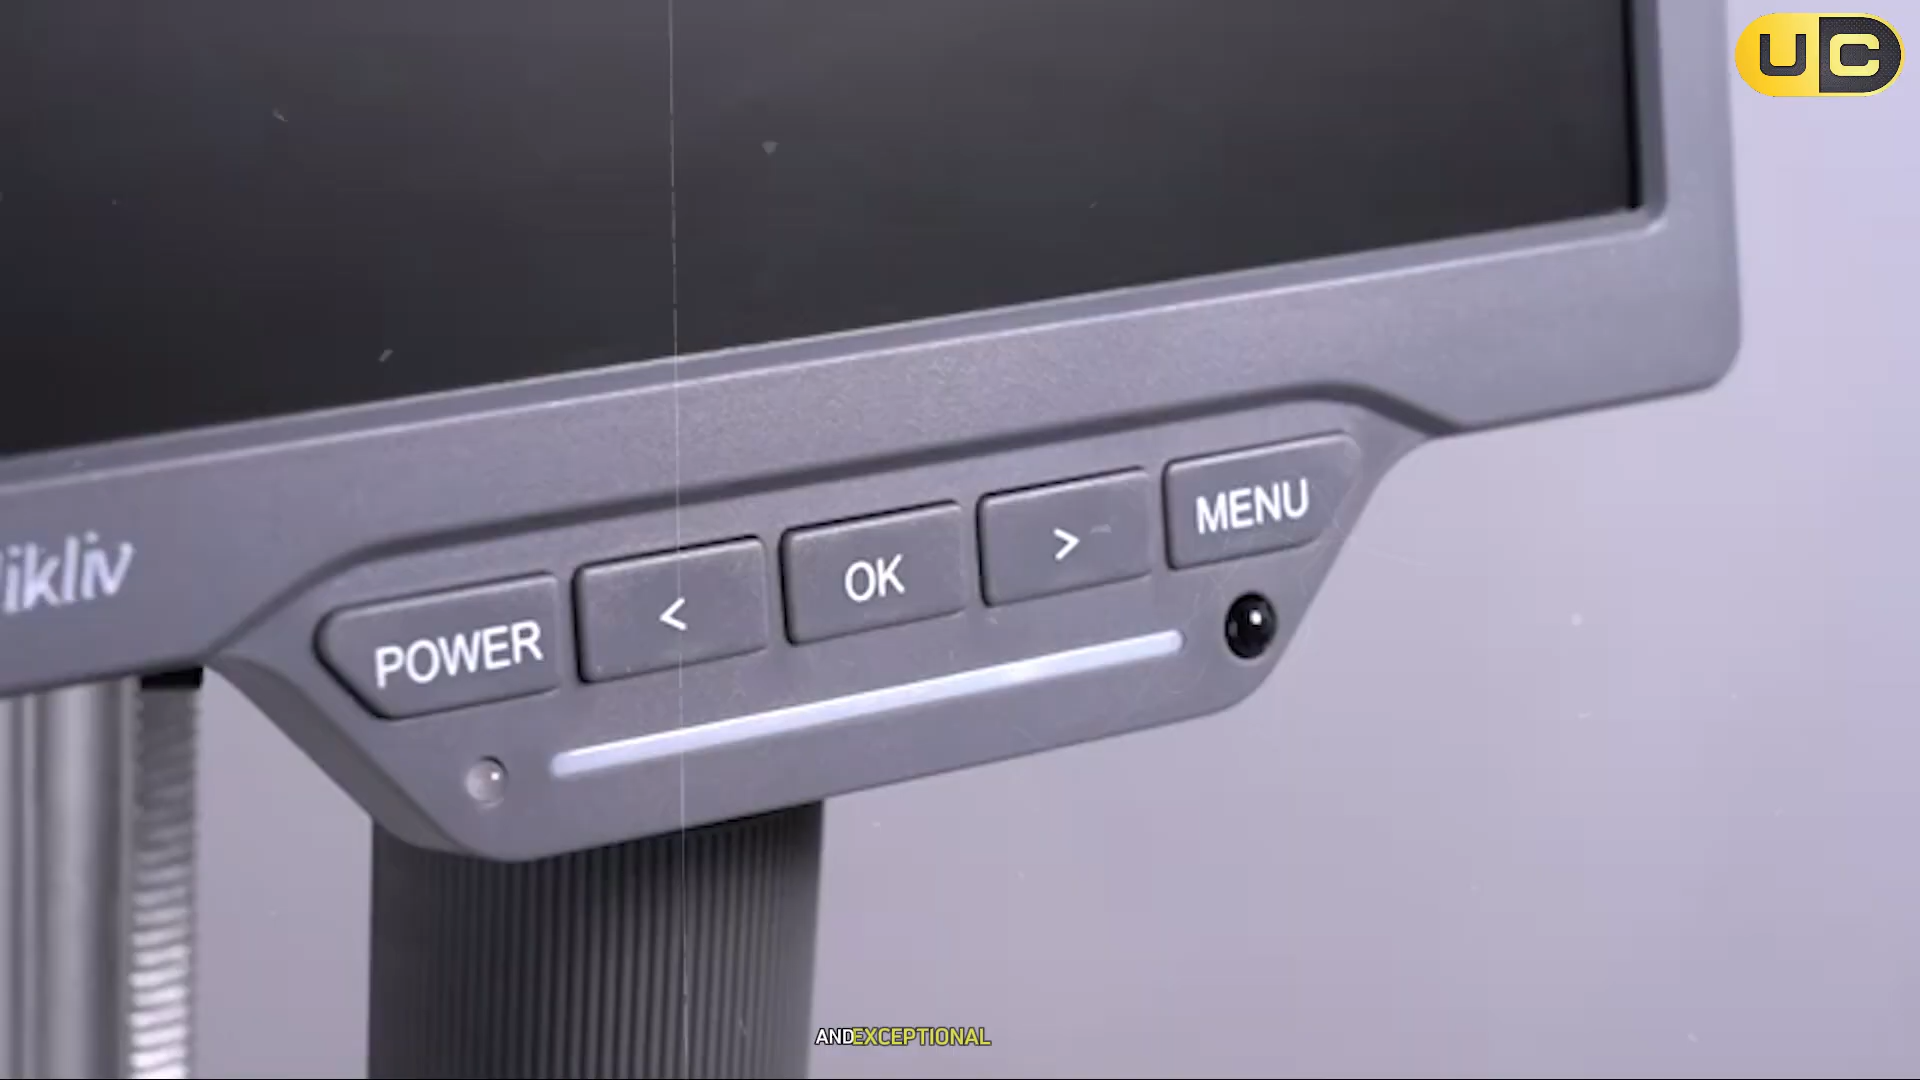 UC
ikliv
POWER
<
OK
>
MENU
ANDEXCEPTIONAL